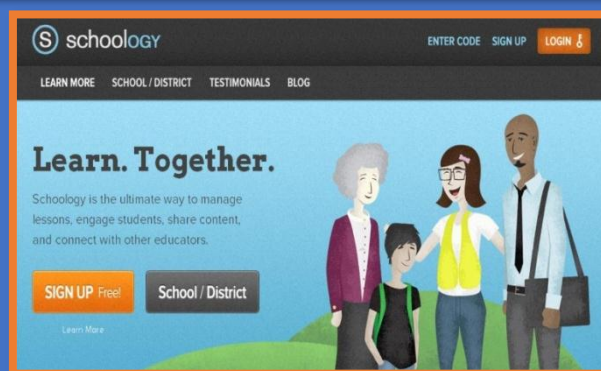 S schoology
ENTER CODE SIGN UP LOGIN
LEARN MORE SCHOOL / DISTRICT TESTIMONIALS BLOG
Learn. Together.
Schoology is the ultimate way to manage
lessons, engage students, share content,
and connect with other educators.
SIGN UP Free! School / District
Learn More